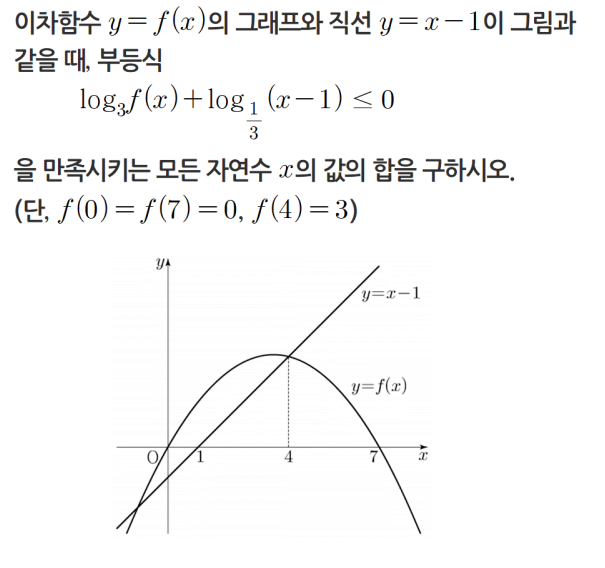 이차함수 y=f(x)의 그래프와 직선 y=x-1이 그림과
같을 때, 부등식
log₃f(x)+log_{1/3}(x-1) ≤ 0
을 만족시키는 모든 자연수 x의 값의 합을 구하시오.
(단, f(0)=f(7)=0, f(4)=3)
y
y=x-1
y=f(x)
O 1 4 7 x